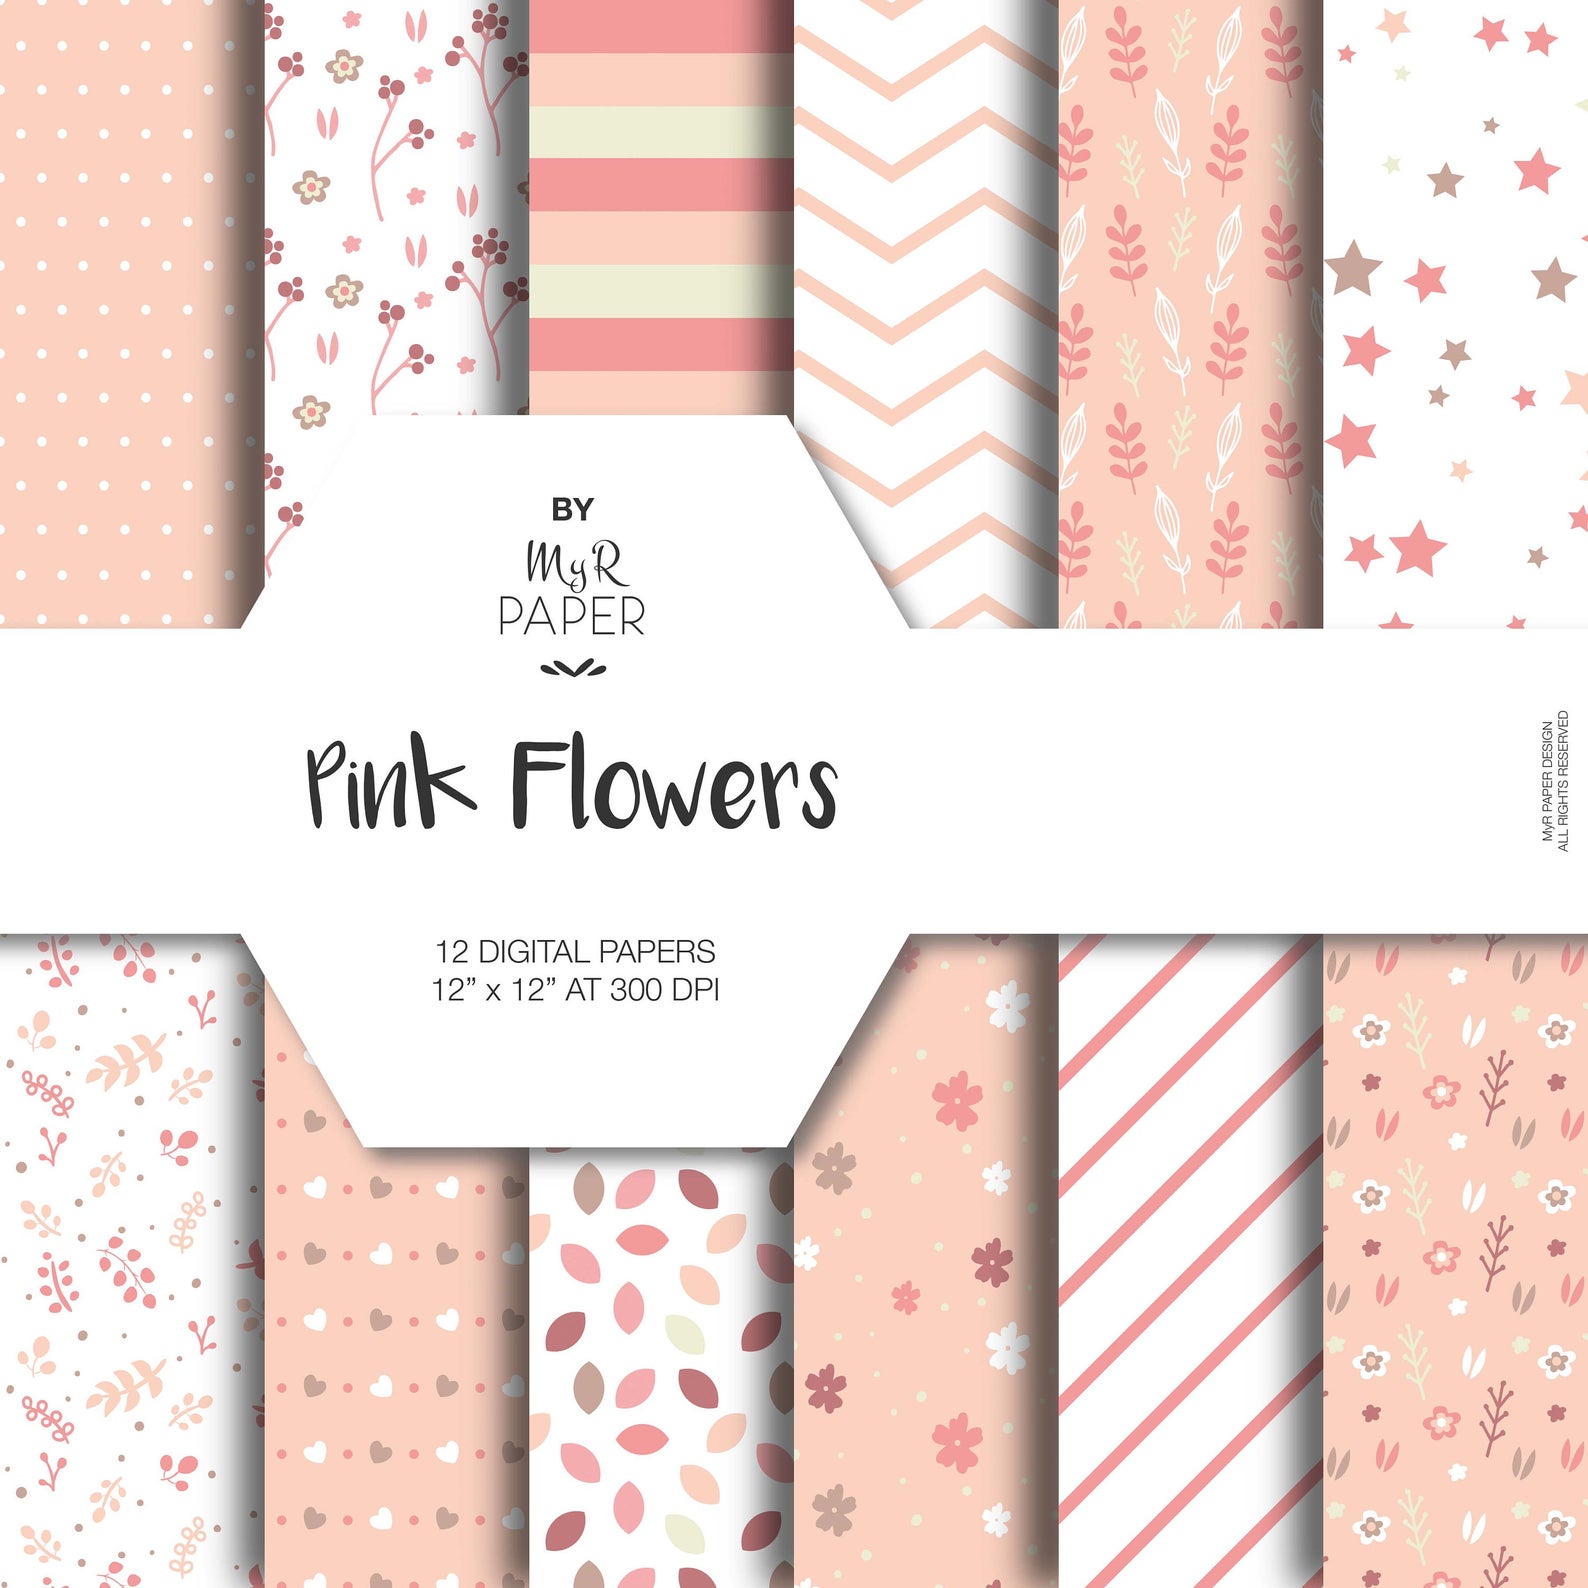 BY
MyR
PAPER
Pink Flowers
12 DIGITAL PAPERS
12” x 12” AT 300 DPI
MyR PAPER DESIGN
ALL RIGHTS RESERVED